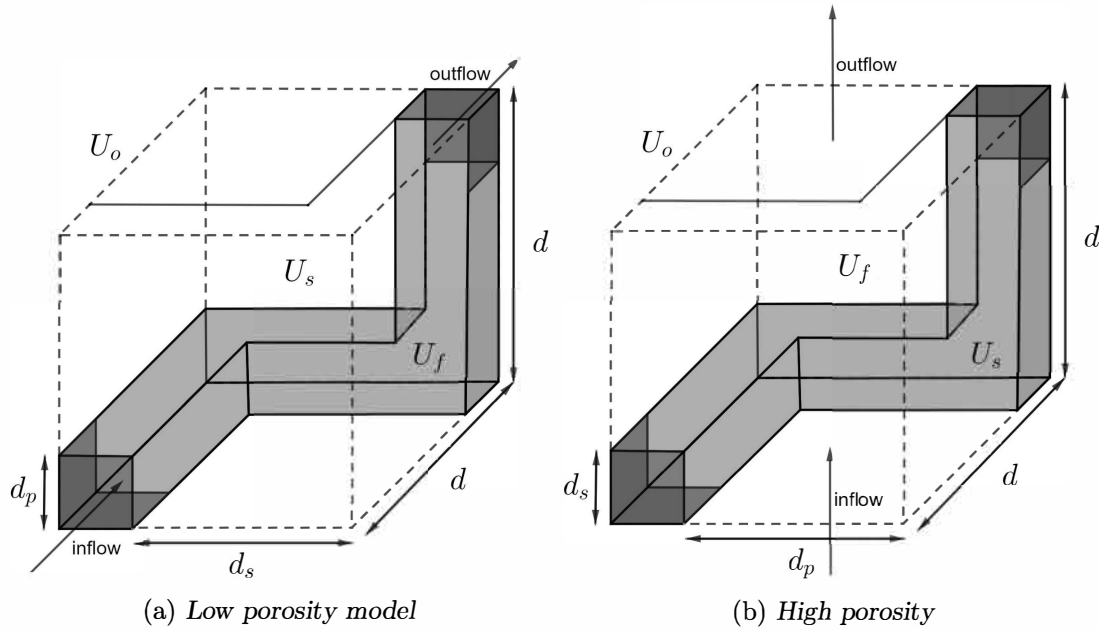 outflow
U_o
U_s
d
U_f
d_p
inflow
d_s
d
(a) Low porosity model
outflow
U_o
U_f
d
U_s
d_s
inflow
d_p
d
(b) High porosity